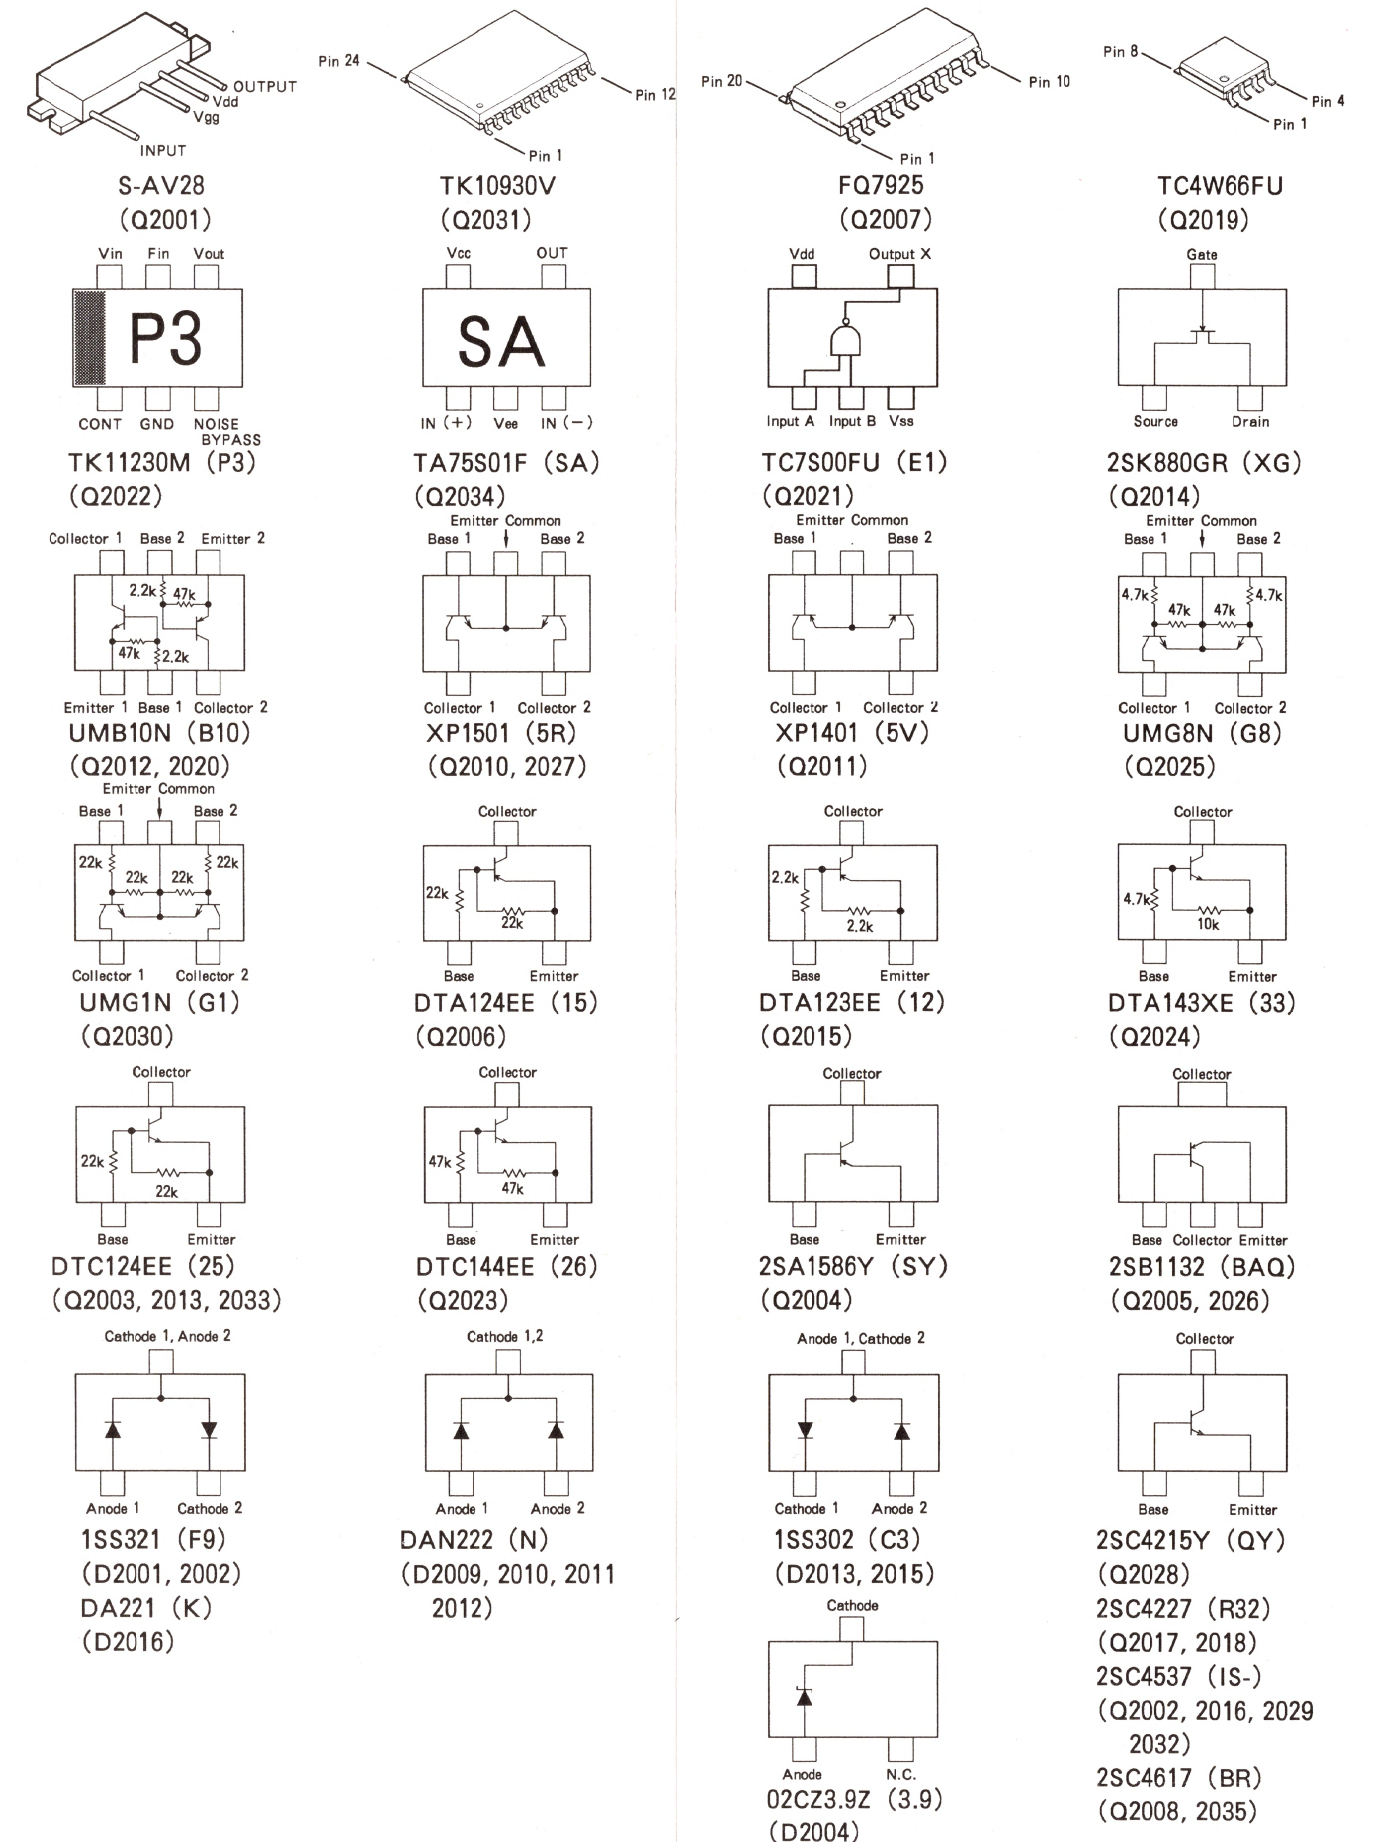 OUTPUT
Vdd
Vgg
INPUT
S-AV28
(Q2001)
Pin 24
Pin 12
Pin 1
TK10930V
(Q2031)
Pin 20
Pin 10
Pin 1
FQ7925
(Q2007)
Pin 8
Pin 4
Pin 1
TC4W66FU
(Q2019)
Vin Fin Vout
P3
CONT GND NOISE
BYPASS
TK11230M (P3)
(Q2022)
Vcc OUT
SA
IN (+) Vee IN (−)
TA75S01F (SA)
(Q2034)
Vdd Output X
Input A Input B Vss
TC7S00FU (E1)
(Q2021)
Gate
Source Drain
2SK880GR (XG)
(Q2014)
Collector 1 Base 2 Emitter 2
2.2k 47k
47k 2.2k
Emitter 1 Base 1 Collector 2
UMB10N (B10)
(Q2012, 2020)
Emitter Common
Base 1 Base 2
Collector 1 Collector 2
XP1501 (5R)
(Q2010, 2027)
Emitter Common
Base 1 Base 2
Collector 1 Collector 2
XP1401 (5V)
(Q2011)
Emitter Common
Base 1 Base 2
4.7k 4.7k
47k 47k
Collector 1 Collector 2
UMG8N (G8)
(Q2025)
Emitter Common
Base 1 Base 2
22k 22k
22k 22k
Collector 1 Collector 2
UMG1N (G1)
(Q2030)
Collector
22k
22k
Base Emitter
DTA124EE (15)
(Q2006)
Collector
2.2k
2.2k
Base Emitter
DTA123EE (12)
(Q2015)
Collector
4.7k
10k
Base Emitter
DTA143XE (33)
(Q2024)
Collector
22k
22k
Base Emitter
DTC124EE (25)
(Q2003, 2013, 2033)
Collector
47k
47k
Base Emitter
DTC144EE (26)
(Q2023)
Collector
Base Emitter
2SA1586Y (SY)
(Q2004)
Collector
Base Collector Emitter
2SB1132 (BAQ)
(Q2005, 2026)
Cathode 1, Anode 2
Anode 1 Cathode 2
1SS321 (F9)
(D2001, 2002)
DA221 (K)
(D2016)
Cathode 1,2
Anode 1 Anode 2
DAN222 (N)
(D2009, 2010, 2011
2012)
Anode 1, Cathode 2
Cathode 1 Anode 2
1SS302 (C3)
(D2013, 2015)
Cathode
Anode N.C.
02CZ3.9Z (3.9)
(D2004)
Collector
Base Emitter
2SC4215Y (QY)
(Q2028)
2SC4227 (R32)
(Q2017, 2018)
2SC4537 (IS-)
(Q2002, 2016, 2029
2032)
2SC4617 (BR)
(Q2008, 2035)